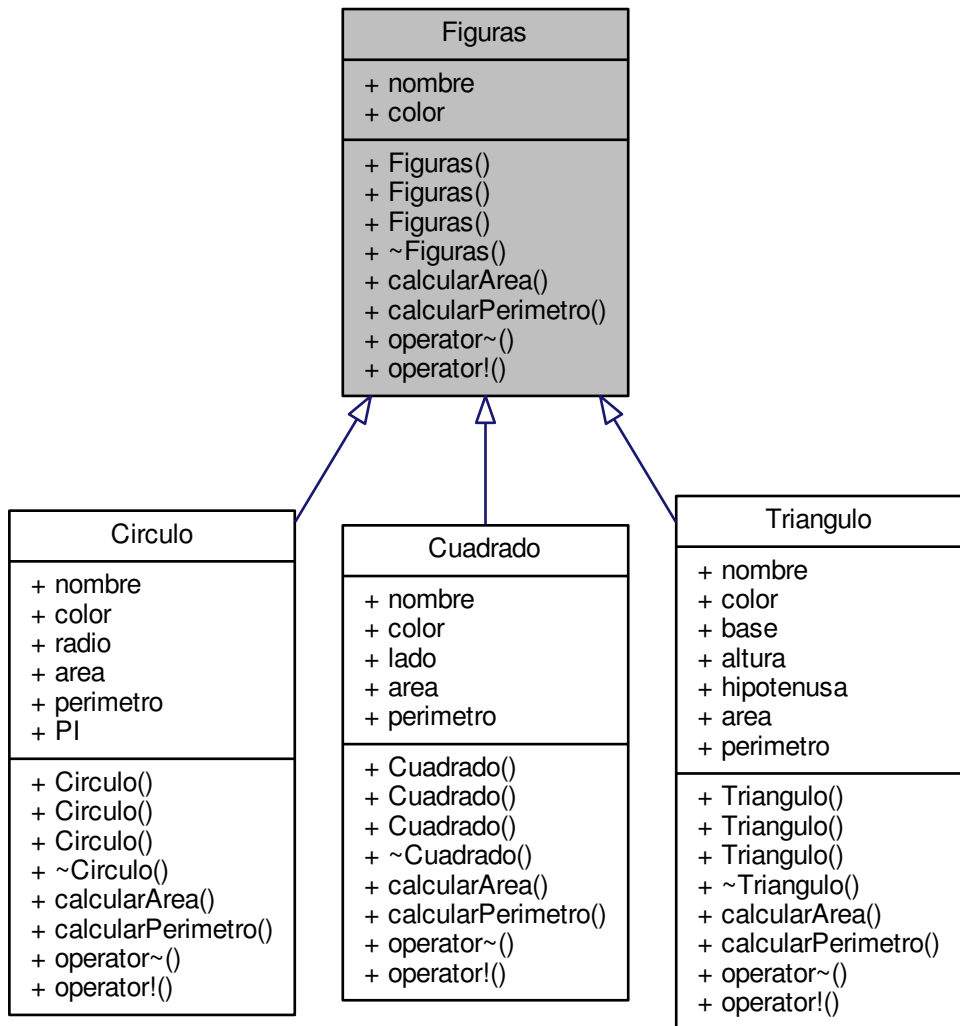 Figuras
+ nombre
+ color
+ Figuras()
+ Figuras()
+ Figuras()
+ ~Figuras()
+ calcularArea()
+ calcularPerimetro()
+ operator~()
+ operator!()
Circulo
+ nombre
+ color
+ radio
+ area
+ perimetro
+ PI
+ Circulo()
+ Circulo()
+ Circulo()
+ ~Circulo()
+ calcularArea()
+ calcularPerimetro()
+ operator~()
+ operator!()
Cuadrado
+ nombre
+ color
+ lado
+ area
+ perimetro
+ Cuadrado()
+ Cuadrado()
+ Cuadrado()
+ ~Cuadrado()
+ calcularArea()
+ calcularPerimetro()
+ operator~()
+ operator!()
Triangulo
+ nombre
+ color
+ base
+ altura
+ hipotenusa
+ area
+ perimetro
+ Triangulo()
+ Triangulo()
+ Triangulo()
+ ~Triangulo()
+ calcularArea()
+ calcularPerimetro()
+ operator~()
+ operator!()